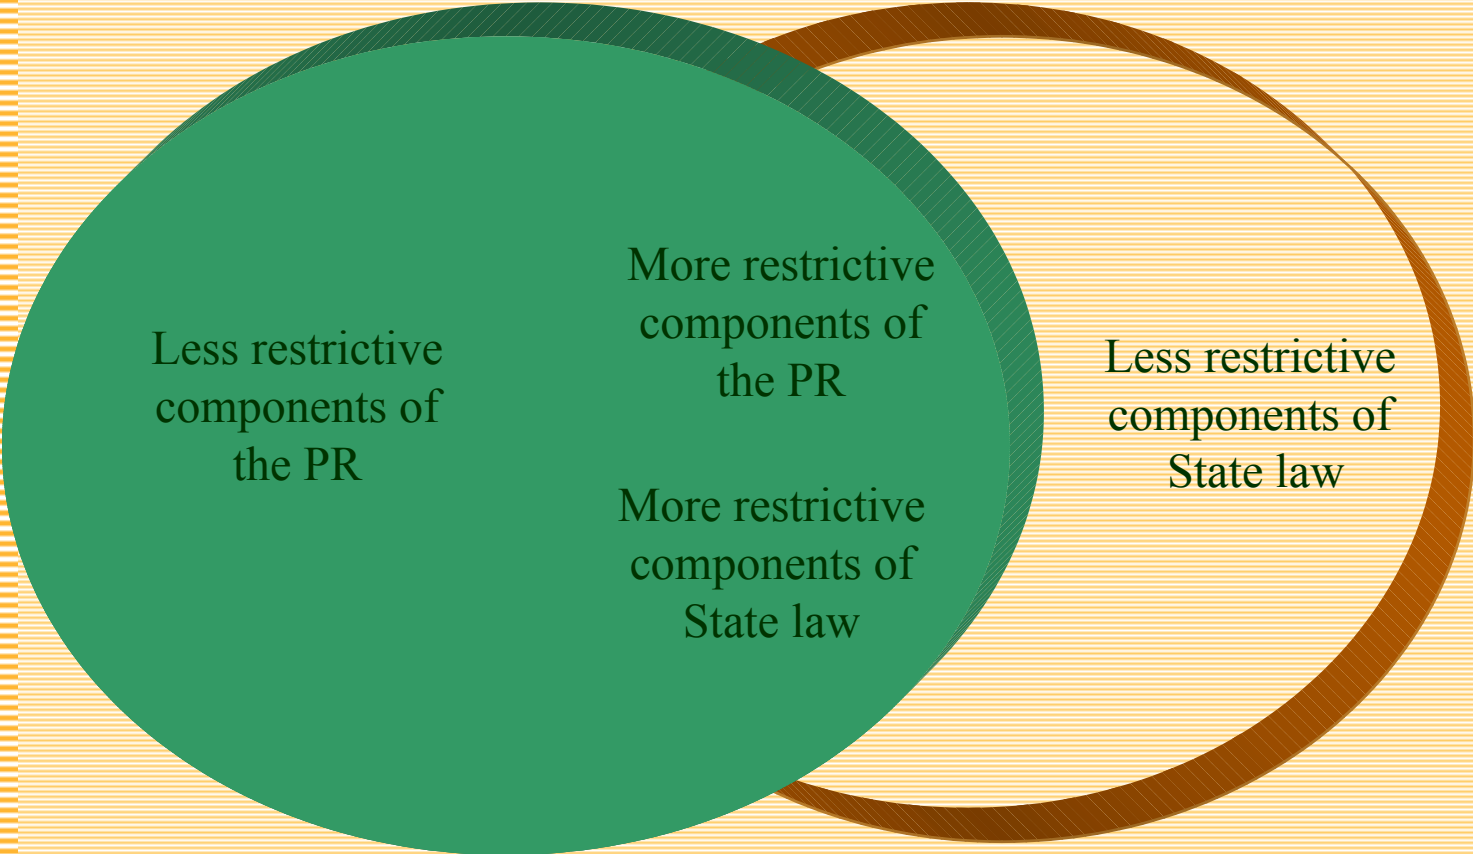 Less restrictive
components of
the PR
More restrictive
components of
the PR
More restrictive
components of
State law
Less restrictive
components of
State law